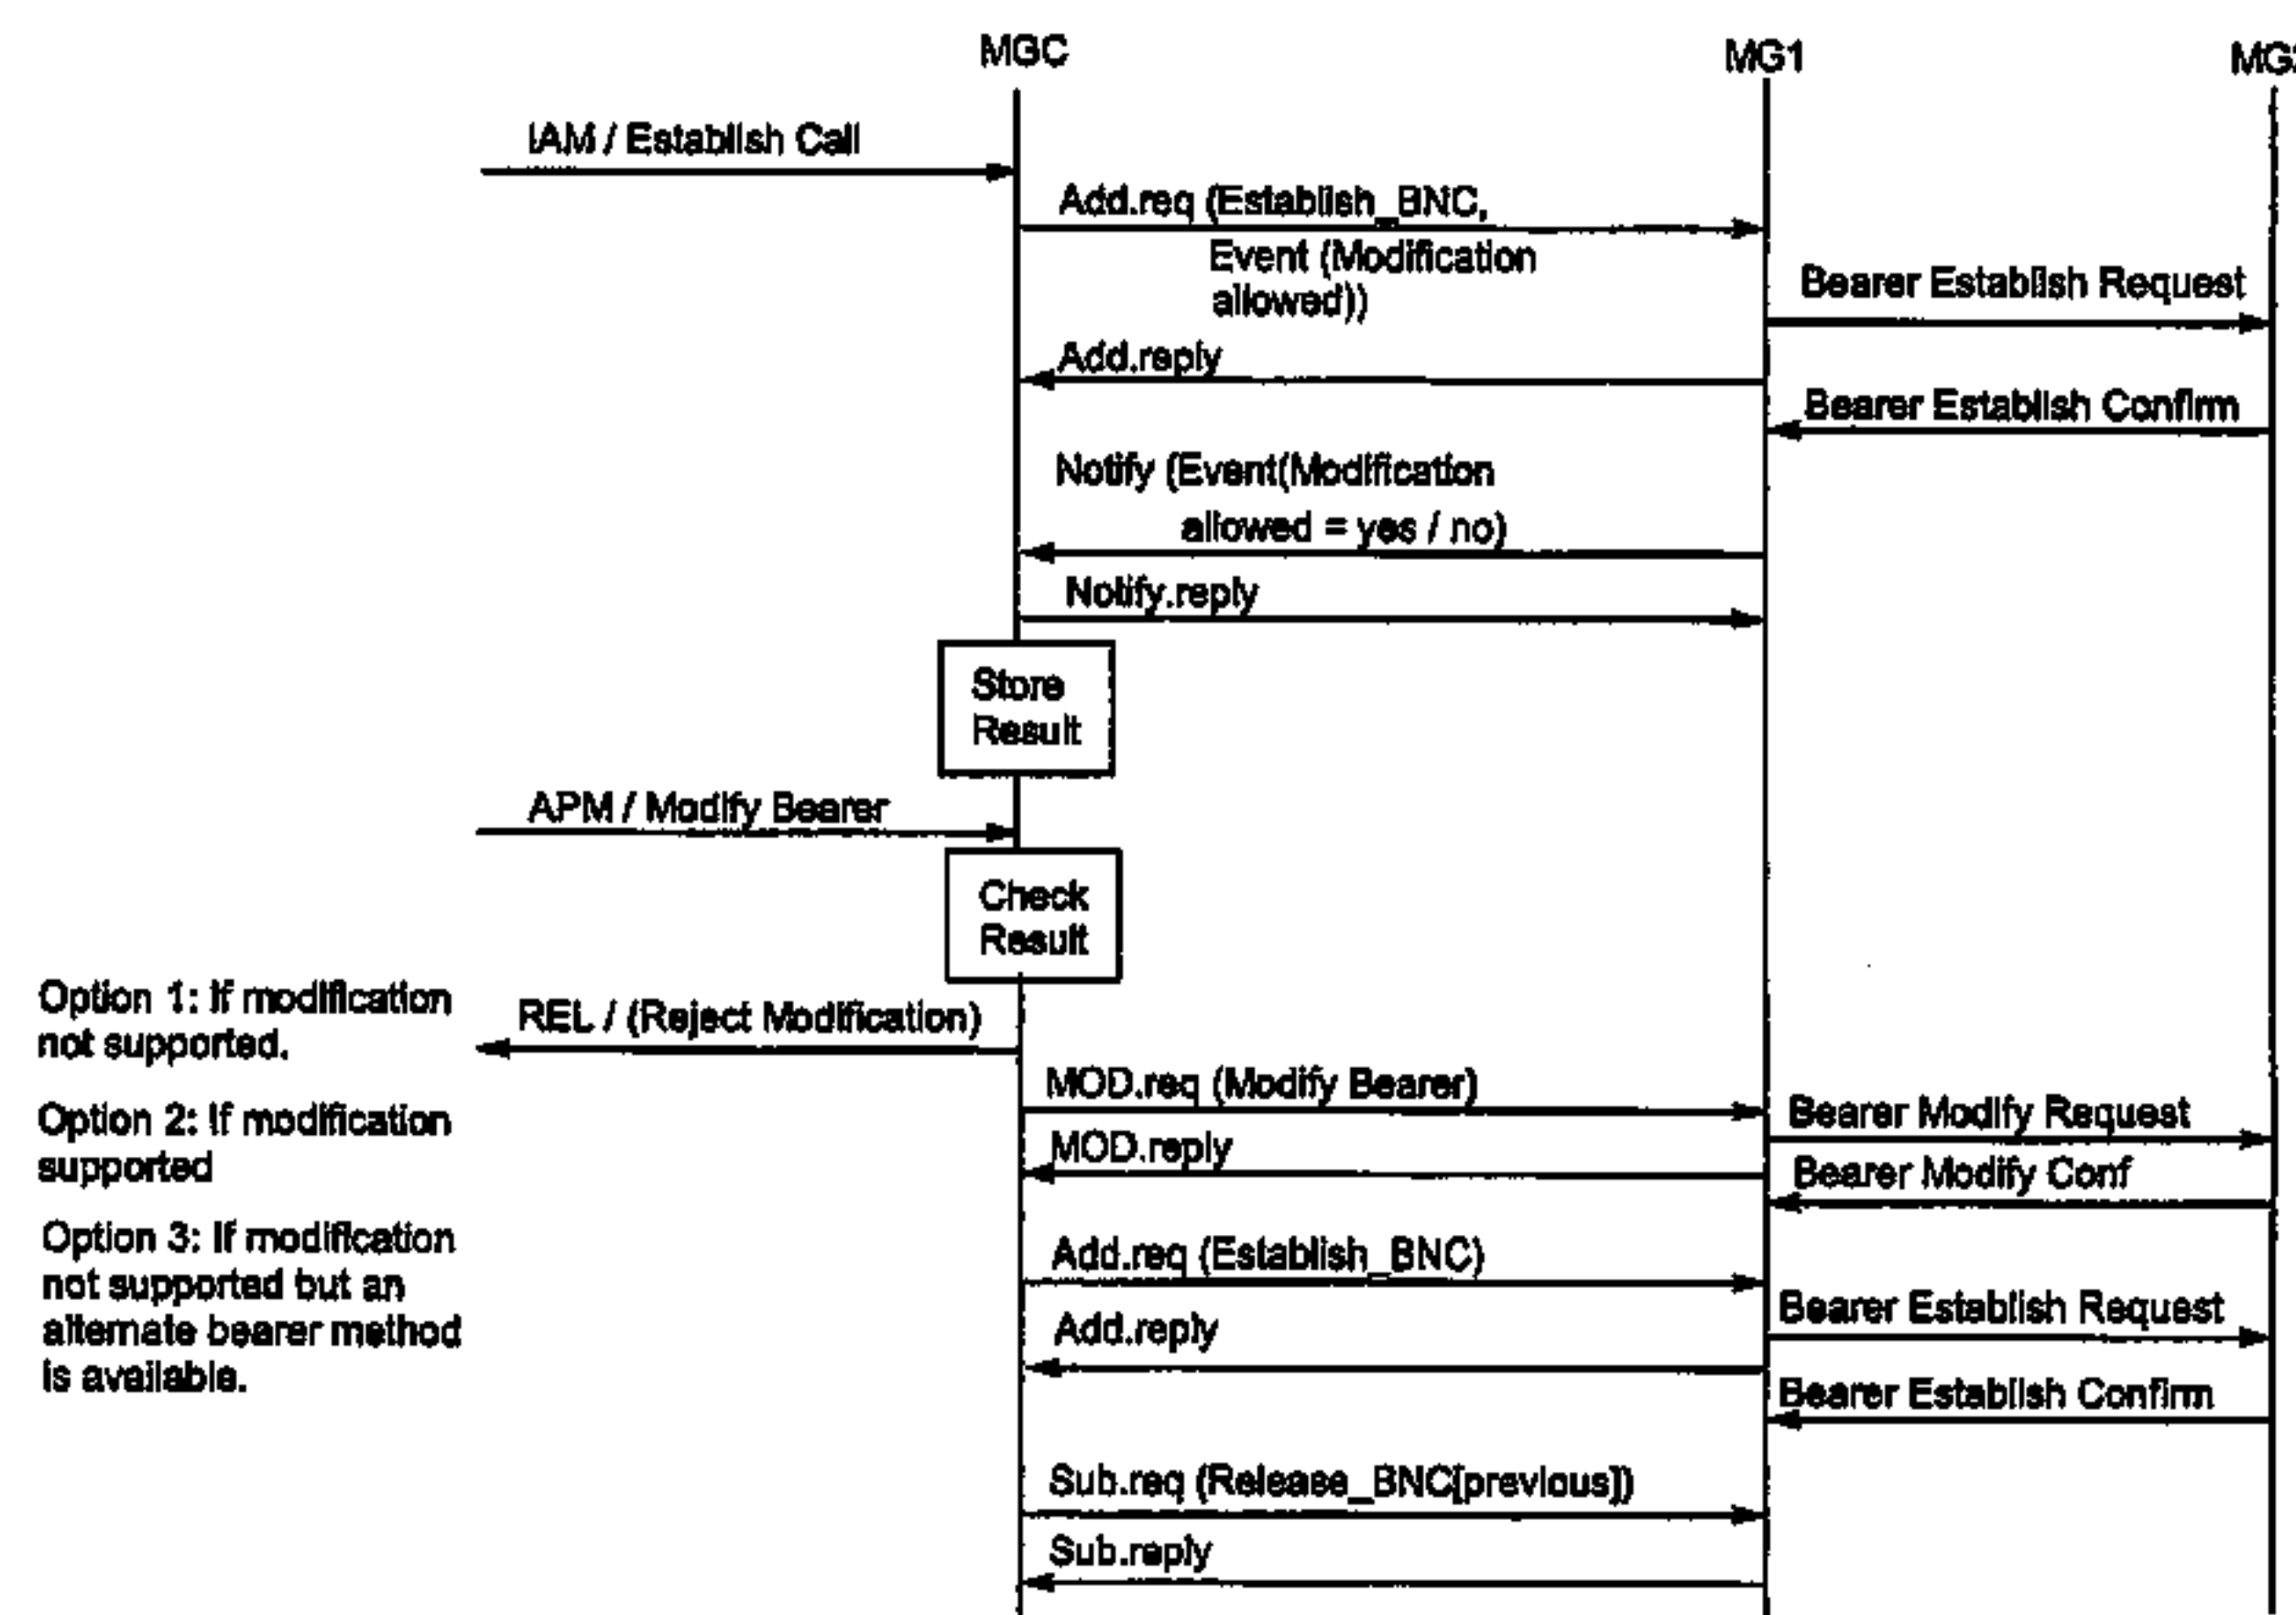 MGC
MG1
MG2
IAM / Establish Call
Add.req (Establish_BNC,
Event (Modification
allowed))
Bearer Establish Request
Add.reply
Bearer Establish Confirm
Notify (Event(Modification
allowed = yes / no)
Notify.reply
Store
Result
APM / Modify Bearer
Check
Result
Option 1: If modification
not supported.
REL / (Reject Modification)
MOD.req (Modify Bearer)
Option 2: If modification
supported
Bearer Modify Request
MOD.reply
Bearer Modify Conf
Option 3: If modification
not supported but an
alternate bearer method
is available.
Add.req (Establish_BNC)
Bearer Establish Request
Add.reply
Bearer Establish Confirm
Sub.req (Release_BNC[previous])
Sub.reply